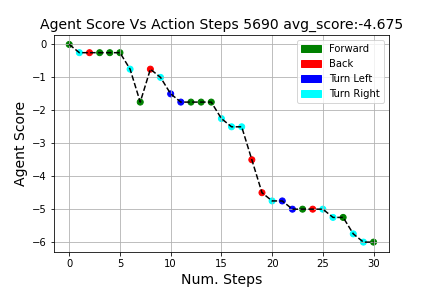 Agent Score Vs Action Steps 5690 avg_score:-4.675
Forward
Back
Turn Left
Turn Right
Agent Score
0
−1
−2
−3
−4
−5
−6
0 5 10 15 20 25 30
Num. Steps